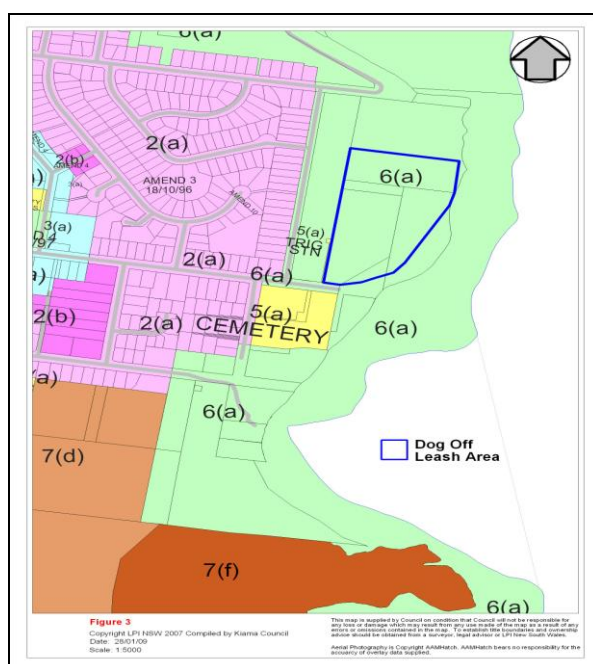 6(a)
2(a)
2(b)
AMEND 4
AMEND 3
18/10/96
6(a)
3(a)
5(a)
TRIG
STN
2(a)
6(a)
5(a)
CEMETERY
2(b)
2(a)
6(a)
6(a)
7(d)
Dog Off
Leash Area
7(f)
6(a)
Figure 3
Copyright LPI NSW 2007 Compiled by Kiama Council
Date: 28/01/09
Scale: 1:5000
This map is supplied by Council on condition that Council will not be responsible for
any loss or damage which may result from any use made of the map as a result of any
errors or omissions contained in the map. To establish title boundaries and ownership
advice should be obtained from a surveyor, legal advisor or LPI New South Wales.
Aerial Photography is Copyright AAMHatch. AAMHatch bears no responsibility for the
accuarcy of overlay data supplied.